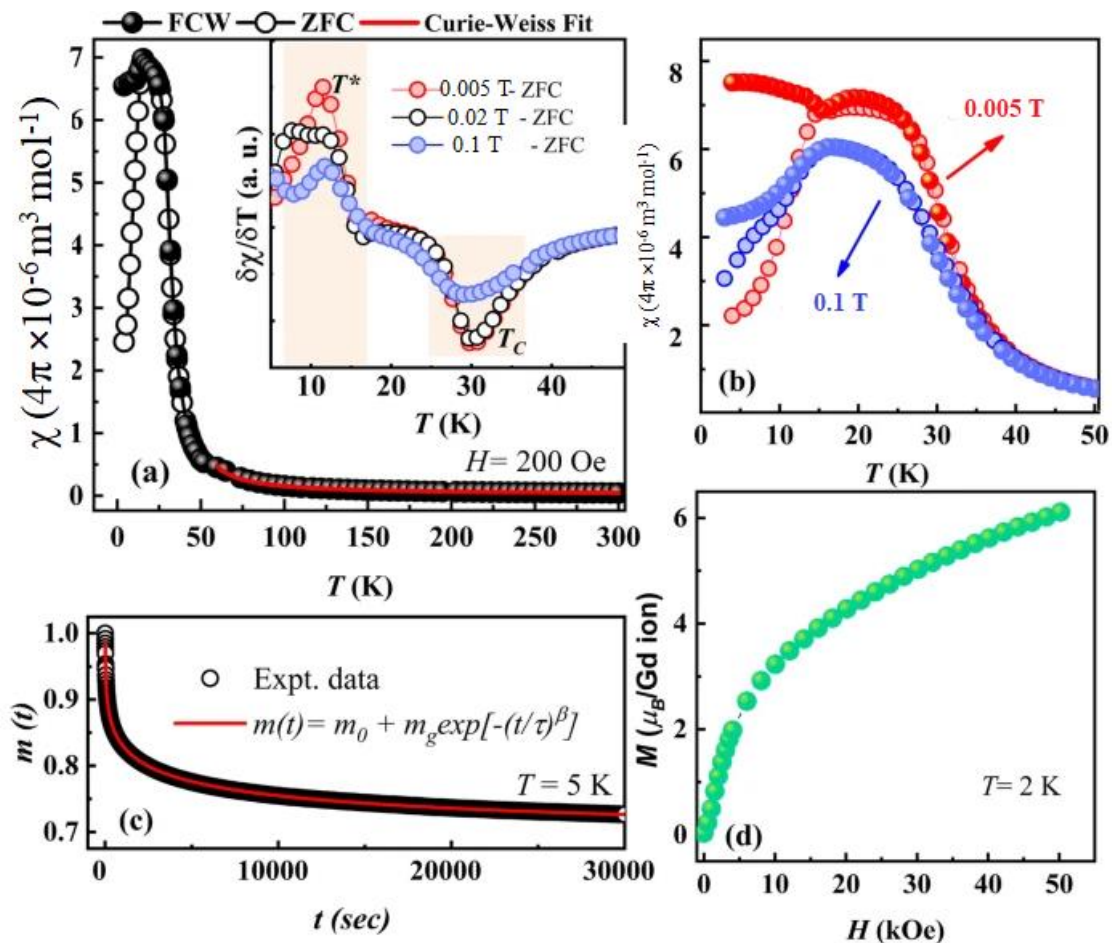 FCW ZFC Curie-Weiss Fit
(a)
χ (4π ×10⁻⁶ m³ mol⁻¹)
7
6
5
4
3
2
1
0
0 50 100 150 200 250 300
T (K)
H= 200 Oe
δχ/δT (a. u.)
T*
0.005 T- ZFC
0.02 T - ZFC
0.1 T - ZFC
T_C
10 20 30 40
T (K)
χ (4π ×10⁻⁶ m³ mol⁻¹)
8
6
4
2
0.005 T
0.1 T
(b)
0 10 20 30 40 50
T (K)
m (t)
1.0
0.9
0.8
0.7
Expt. data
m(t)= m₀ + m_g exp[-(t/τ)^β]
T = 5 K
(c)
0 10000 20000 30000
t (sec)
M (μ_B/Gd ion)
6
4
2
0
T= 2 K
(d)
0 10 20 30 40 50
H (kOe)